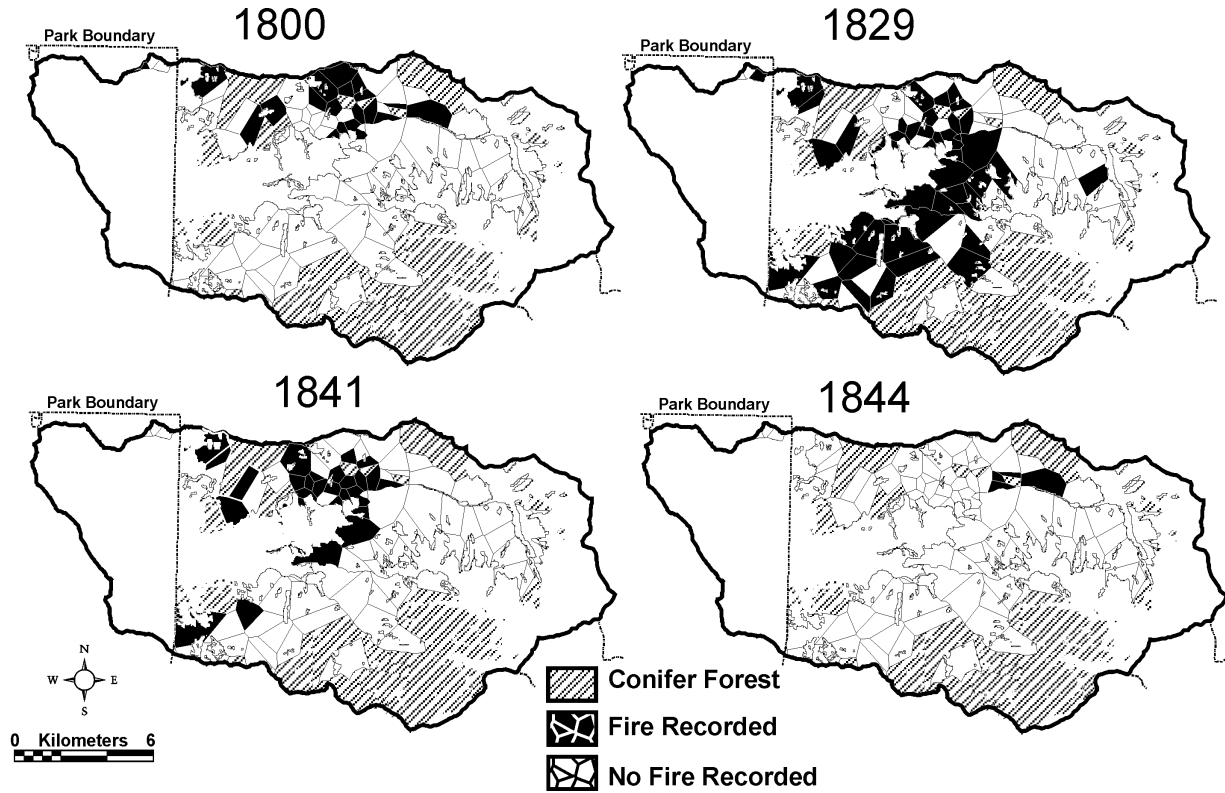 1800
Park Boundary
1829
Park Boundary
1841
Park Boundary
1844
Park Boundary
N
W E
S
0 Kilometers 6
Conifer Forest
Fire Recorded
No Fire Recorded